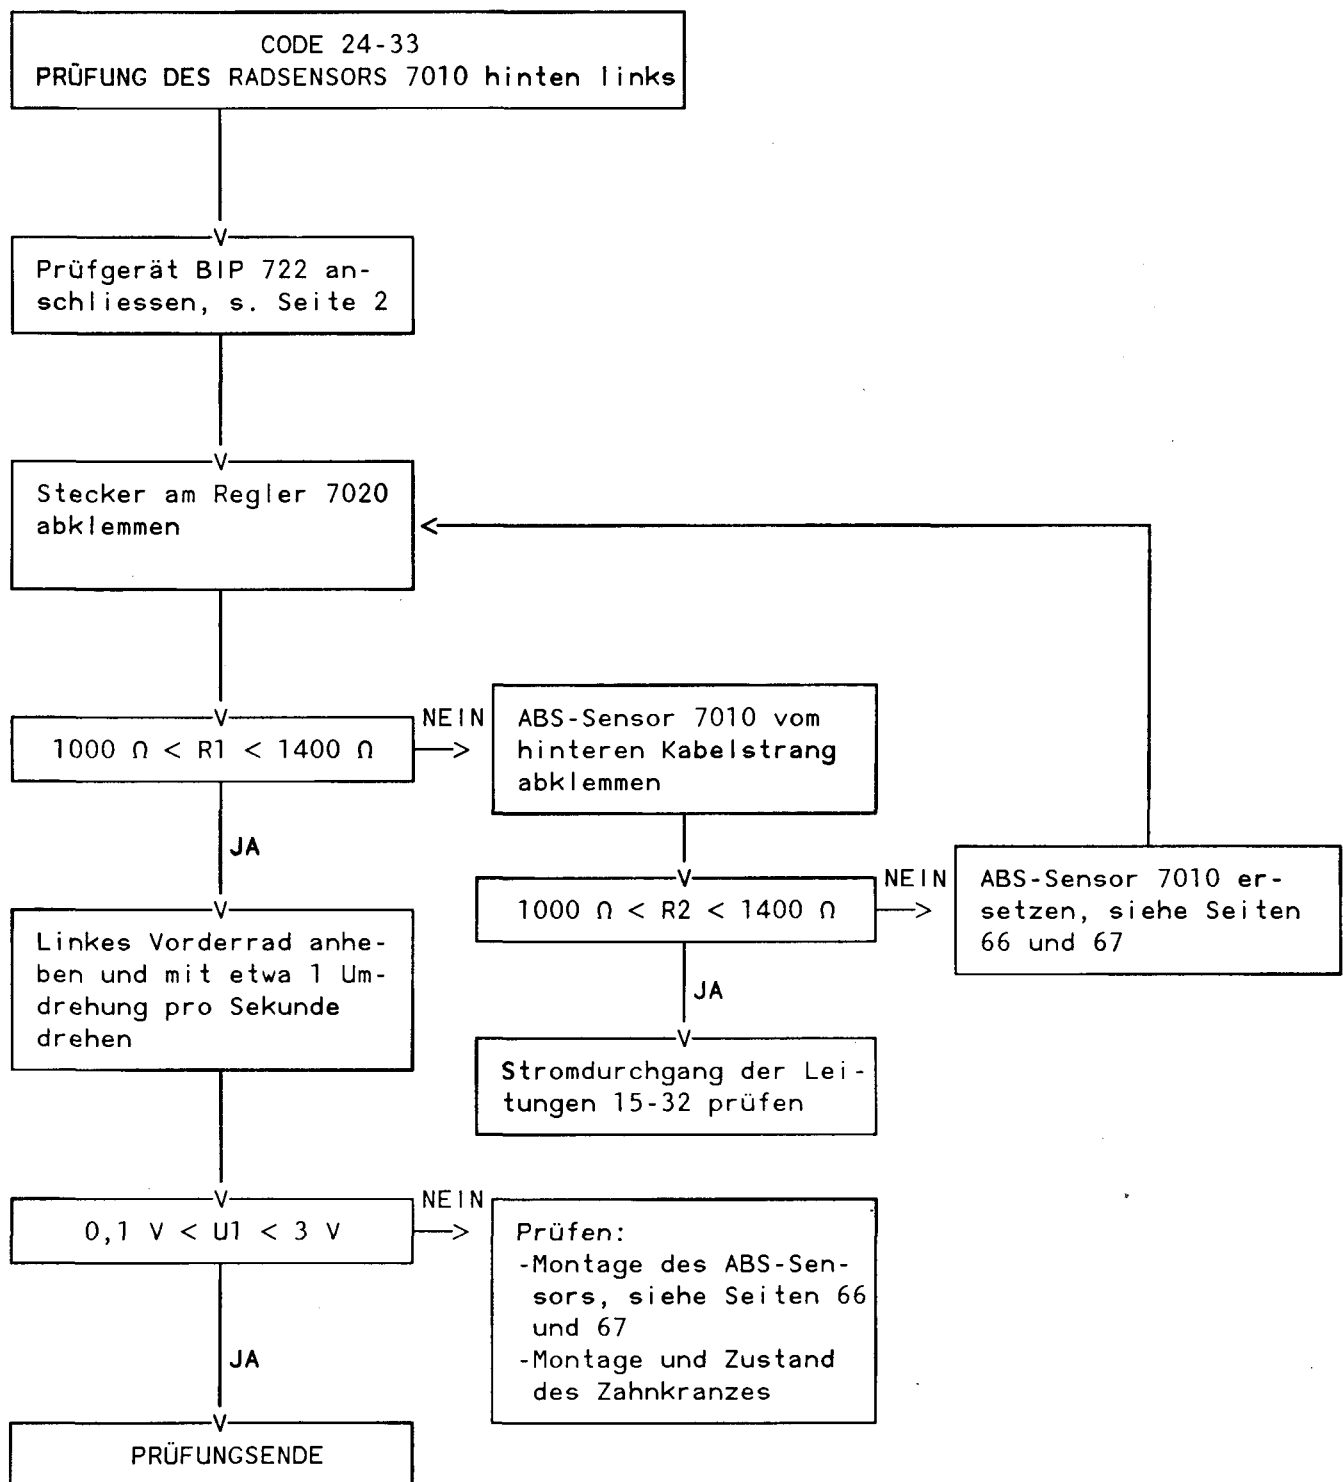 CODE 24-33
PRÜFUNG DES RADSENSORS 7010 hinten links
Prüfgerät BIP 722 an-
schliessen, s. Seite 2
Stecker am Regler 7020
abklemmen
1000 Ω < R1 < 1400 Ω
NEIN
ABS-Sensor 7010 vom
hinteren Kabelstrang
abklemmen
JA
1000 Ω < R2 < 1400 Ω
NEIN
ABS-Sensor 7010 er-
setzen, siehe Seiten
66 und 67
Linkes Vorderrad anhe-
ben und mit etwa 1 Um-
drehung pro Sekunde
drehen
JA
Stromdurchgang der Lei-
tungen 15-32 prüfen
0,1 V < U1 < 3 V
NEIN
Prüfen:
-Montage des ABS-Sen-
sors, siehe Seiten 66
und 67
-Montage und Zustand
des Zahnkranzes
JA
PRÜFUNGSENDE